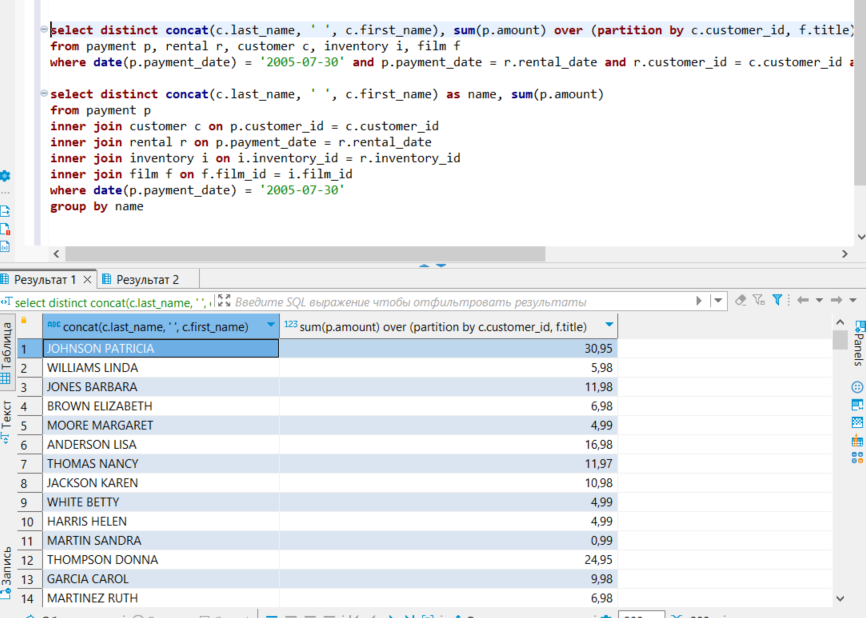 select distinct concat(c.last_name, ' ', c.first_name), sum(p.amount) over (partition by c.customer_id, f.title)
from payment p, rental r, customer c, inventory i, film f
where date(p.payment_date) = '2005-07-30' and p.payment_date = r.rental_date and r.customer_id = c.customer_id a
select distinct concat(c.last_name, ' ', c.first_name) as name, sum(p.amount)
from payment p
inner join customer c on p.customer_id = c.customer_id
inner join rental r on p.payment_date = r.rental_date
inner join inventory i on i.inventory_id = r.inventory_id
inner join film f on f.film_id = i.film_id
where date(p.payment_date) = '2005-07-30'
group by name
Результат 1 Результат 2
select distinct concat(c.last_name, ' ', c Введите SQL выражение чтобы отфильтровать результаты
ABC concat(c.last_name, ' ', c.first_name) 123 sum(p.amount) over (partition by c.customer_id, f.title)
1 JOHNSON PATRICIA 30,95
2 WILLIAMS LINDA 5,98
3 JONES BARBARA 11,98
4 BROWN ELIZABETH 6,98
5 MOORE MARGARET 4,99
6 ANDERSON LISA 16,98
7 THOMAS NANCY 11,97
8 JACKSON KAREN 10,98
9 WHITE BETTY 4,99
10 HARRIS HELEN 4,99
11 MARTIN SANDRA 0,99
12 THOMPSON DONNA 24,95
13 GARCIA CAROL 9,98
14 MARTINEZ RUTH 6,98
Таблица
Текст
Запись
Panels